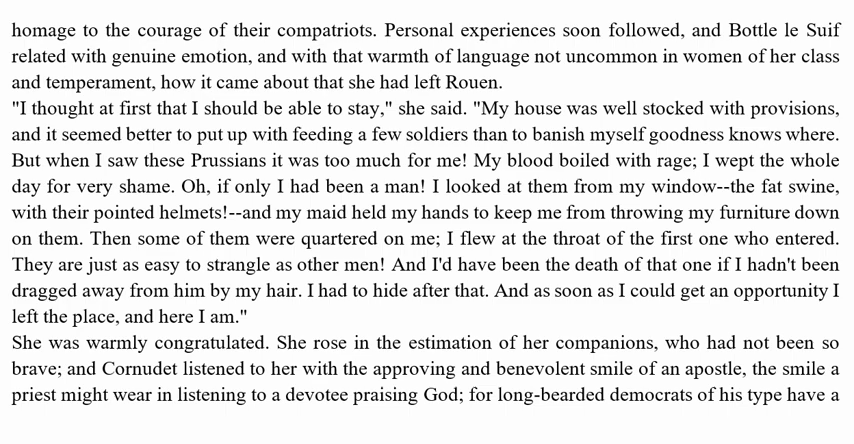 homage to the courage of their compatriots. Personal experiences soon followed, and Bottle le Suif
related with genuine emotion, and with that warmth of language not uncommon in women of her class
and temperament, how it came about that she had left Rouen.
"I thought at first that I should be able to stay," she said. "My house was well stocked with provisions,
and it seemed better to put up with feeding a few soldiers than to banish myself goodness knows where.
But when I saw these Prussians it was too much for me! My blood boiled with rage; I wept the whole
day for very shame. Oh, if only I had been a man! I looked at them from my window--the fat swine,
with their pointed helmets!--and my maid held my hands to keep me from throwing my furniture down
on them. Then some of them were quartered on me; I flew at the throat of the first one who entered.
They are just as easy to strangle as other men! And I'd have been the death of that one if I hadn't been
dragged away from him by my hair. I had to hide after that. And as soon as I could get an opportunity I
left the place, and here I am."
She was warmly congratulated. She rose in the estimation of her companions, who had not been so
brave; and Cornudet listened to her with the approving and benevolent smile of an apostle, the smile a
priest might wear in listening to a devotee praising God; for long-bearded democrats of his type have a